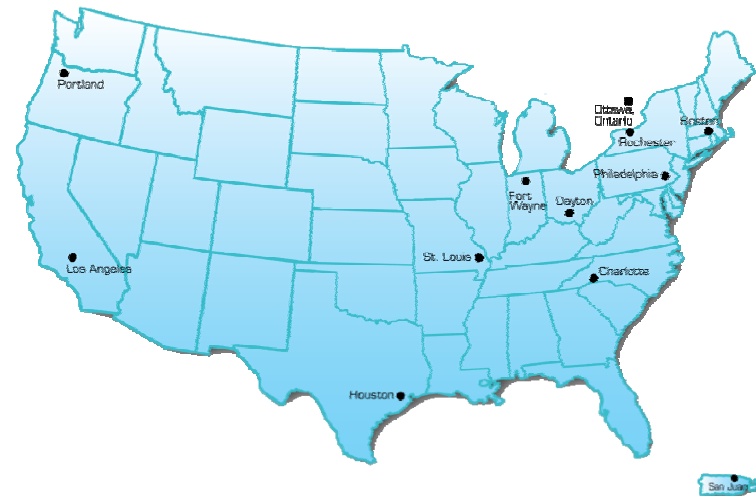 Portland
Ottawa,
Ontario
Boston
Rochester
Philadelphia
Fort
Wayne
Dayton
St. Louis
Los Angeles
Charlotte
Houston
San Juan